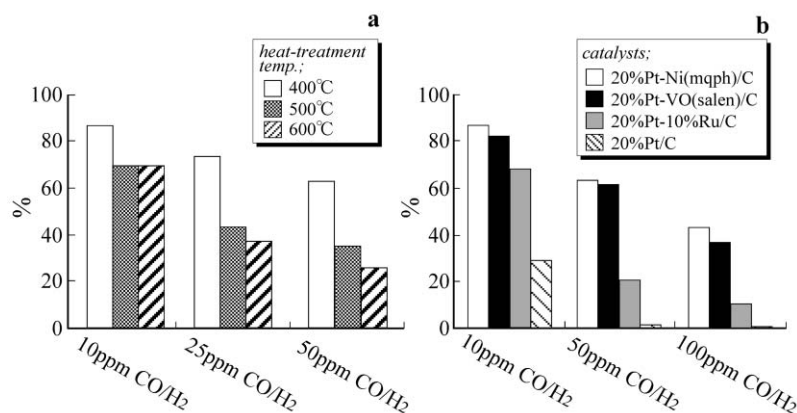 a
heat-treatment
temp.;
400℃
500℃
600℃
100
80
60
40
20
0
%
10ppm CO/H2
25ppm CO/H2
50ppm CO/H2
b
catalysts;
20%Pt-Ni(mqph)/C
20%Pt-VO(salen)/C
20%Pt-10%Ru/C
20%Pt/C
100
80
60
40
20
0
%
10ppm CO/H2
50ppm CO/H2
100ppm CO/H2